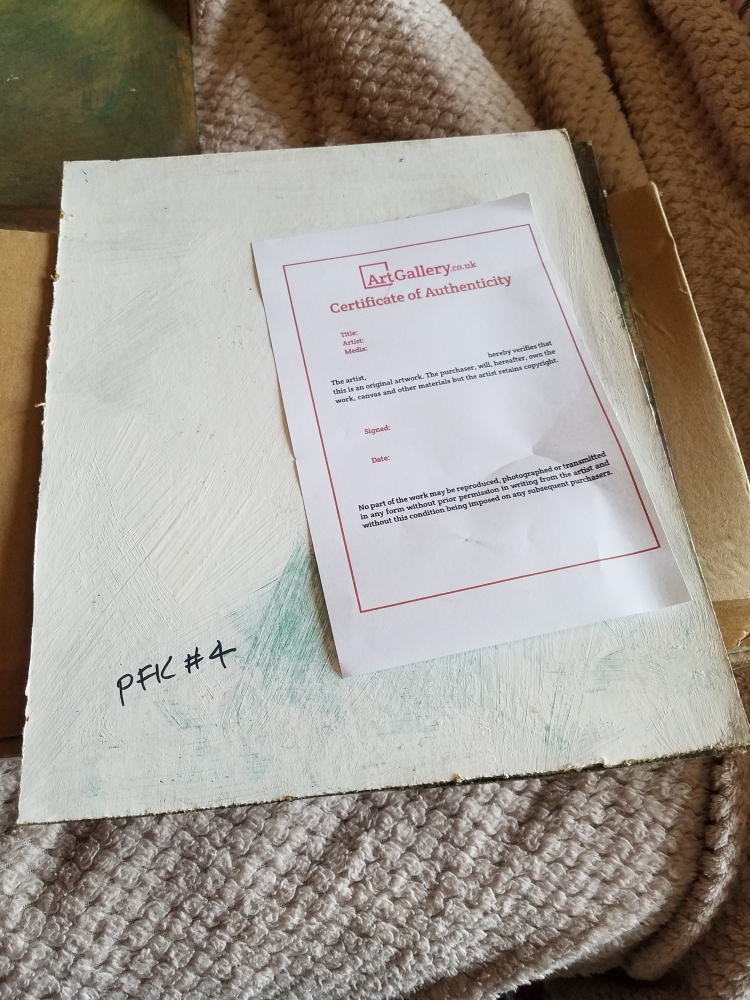 ArtGallery.co.uk
Certificate of Authenticity
Title:
Artist:
Media:
The artist, hereby verifies that
this is an original artwork. The purchaser, will, hereafter, own the
work, canvas and other materials but the artist retains copyright.
Signed:
Date:
No part of the work may be reproduced, photographed or transmitted
in any form without prior permission in writing from the artist and
without this condition being imposed on any subsequent purchasers.
PFK #4